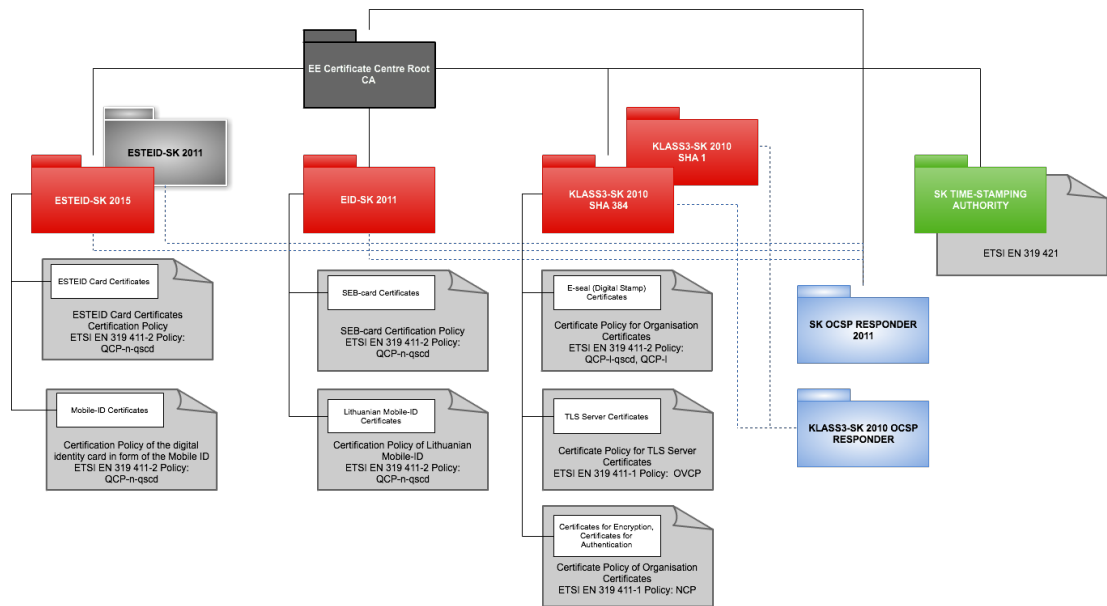 EE Certificate Centre Root
CA
ESTEID-SK 2011
ESTEID-SK 2015
EID-SK 2011
KLASS3-SK 2010
SHA 1
KLASS3-SK 2010
SHA 384
SK TIME-STAMPING
AUTHORITY
ETSI EN 319 421
ESTEID Card Certificates
ESTEID Card Certificates
Certification Policy
ETSI EN 319 411-2 Policy:
QCP-n-qscd
Mobile-ID Certificates
Certification Policy of the digital
identity card in form of the Mobile ID
ETSI EN 319 411-2 Policy:
QCP-n-qscd
SEB-card Certificates
SEB-card Certification Policy
ETSI EN 319 411-2 Policy:
QCP-n-qscd
Lithuanian Mobile-ID
Certificates
Certification Policy of Lithuanian
Mobile-ID
ETSI EN 319 411-2 Policy:
QCP-n-qscd
E-seal (Digital Stamp)
Certificates
Certificate Policy for Organisation
Certificates
ETSI EN 319 411-2 Policy:
QCP-l-qscd, QCP-l
TLS Server Certificates
Certificate Policy for TLS Server
Certificates
ETSI EN 319 411-1 Policy: OVCP
Certificates for Encryption,
Certificates for
Authentication
Certificate Policy of Organisation
Certificates
ETSI EN 319 411-1 Policy: NCP
SK OCSP RESPONDER
2011
KLASS3-SK 2010 OCSP
RESPONDER